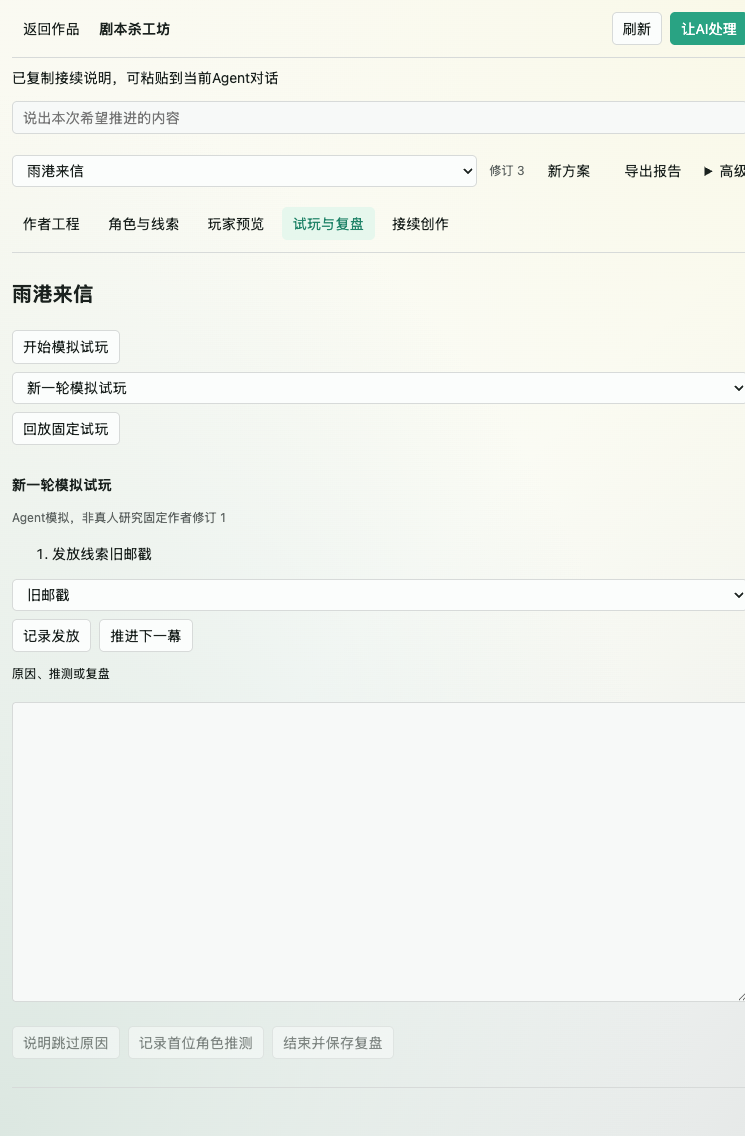 返回作品 剧本杀工坊 刷新 让AI处理
已复制接续说明，可粘贴到当前Agent对话
说出本次希望推进的内容
雨港来信 修订 3 新方案 导出报告 ▶ 高级
作者工程 角色与线索 玩家预览 试玩与复盘 接续创作
雨港来信
开始模拟试玩
新一轮模拟试玩
回放固定试玩
新一轮模拟试玩
Agent模拟，非真人研究固定作者修订 1
1. 发放线索旧邮戳
旧邮戳
记录发放 推进下一幕
原因、推测或复盘
说明跳过原因 记录首位角色推测 结束并保存复盘